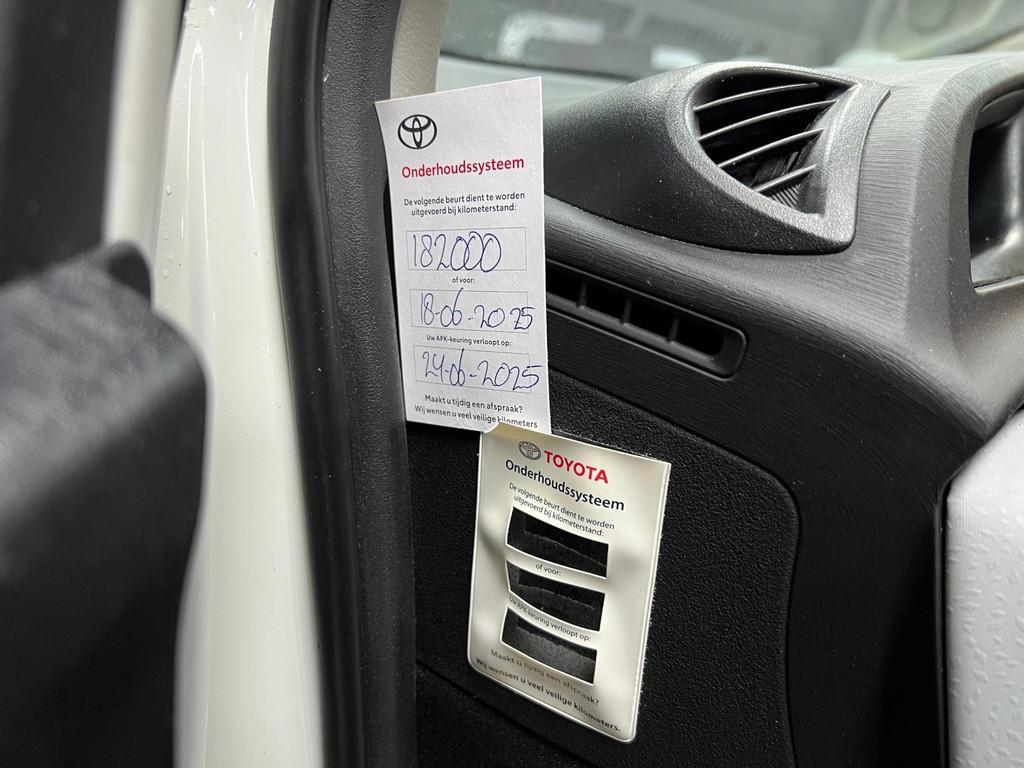 Onderhoudssysteem
De volgende beurt dient te worden
uitgevoerd bij kilometerstand:
182000
of voor:
18-06-2025
Uw APK-keuring verloopt op:
24-06-2025
Maakt u tijdig een afspraak?
Wij wensen u veel veilige kilometers
TOYOTA
Onderhoudssysteem
De volgende beurt dient te worden
uitgevoerd bij kilometerstand:
of voor:
Uw APK-keuring verloopt op:
Maakt u tijdig een afspraak?
Wij wensen u veel veilige kilometers.